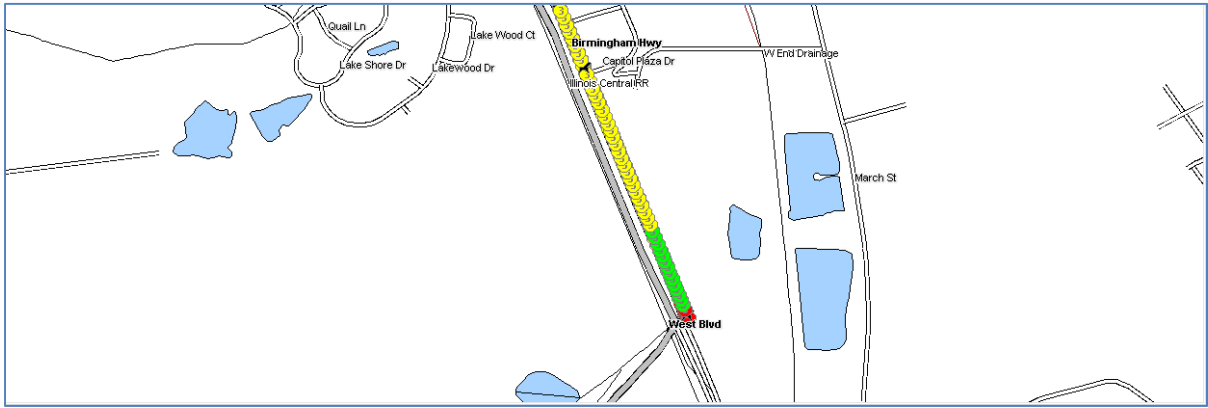 Quail Ln
Lake Wood Ct
Birmingham Hwy
W End Drainage
Lake Shore Dr
Lakewood Dr
Capitol Plaza Dr
Illinois Central RR
March St
West Blvd